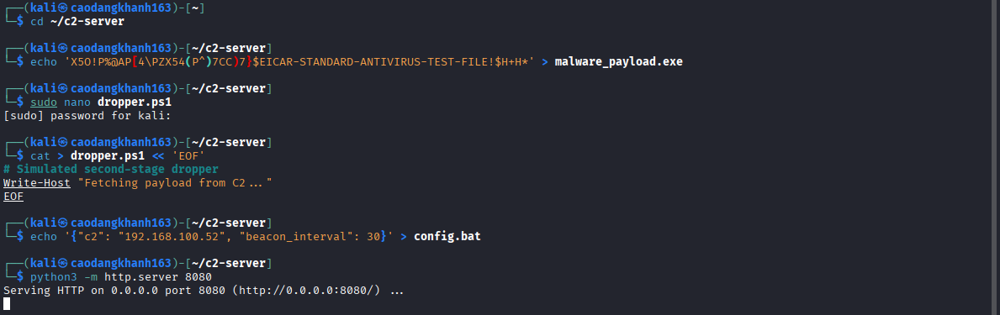 ┌──(kali㉿caodangkhanh163)-[~]
└─$ cd ~/c2-server
┌──(kali㉿caodangkhanh163)-[~/c2-server]
└─$ echo 'X5O!P%@AP[4\PZX54(P^)7CC)7}$EICAR-STANDARD-ANTIVIRUS-TEST-FILE!$H+H*' > malware_payload.exe
┌──(kali㉿caodangkhanh163)-[~/c2-server]
└─$ sudo nano dropper.ps1
[sudo] password for kali:
┌──(kali㉿caodangkhanh163)-[~/c2-server]
└─$ cat > dropper.ps1 << 'EOF'
# Simulated second-stage dropper
Write-Host "Fetching payload from C2..."
EOF
┌──(kali㉿caodangkhanh163)-[~/c2-server]
└─$ echo '{"c2": "192.168.100.52", "beacon_interval": 30}' > config.bat
┌──(kali㉿caodangkhanh163)-[~/c2-server]
└─$ python3 -m http.server 8080
Serving HTTP on 0.0.0.0 port 8080 (http://0.0.0.0:8080/) ...